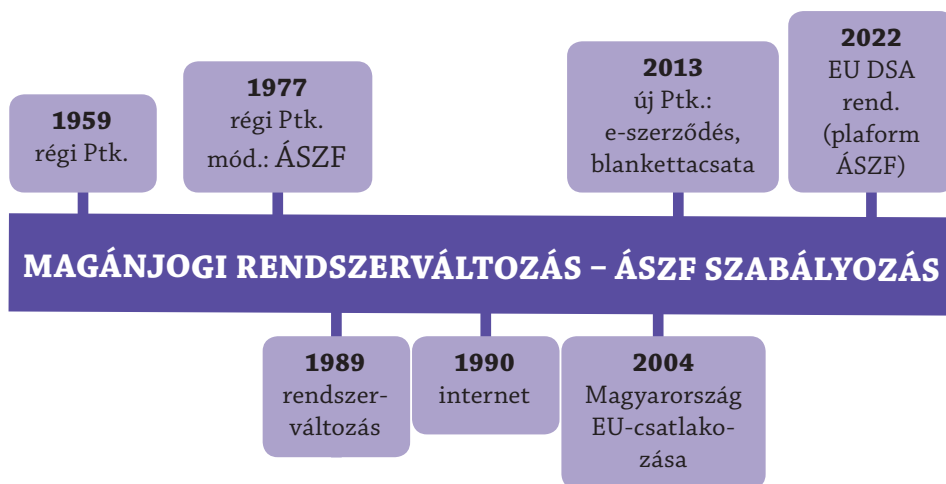 1959
régi Ptk.
1977
régi Ptk.
mód.: ÁSZF
2013
új Ptk.:
e-szerződés,
blankettacsata
2022
EU DSA
rend.
(plaform
ÁSZF)
MAGÁNJOGI RENDSZERVÁLTOZÁS – ÁSZF SZABÁLYOZÁS
1989
rendszer-
változás
1990
internet
2004
Magyarország
EU-csatlako-
zása